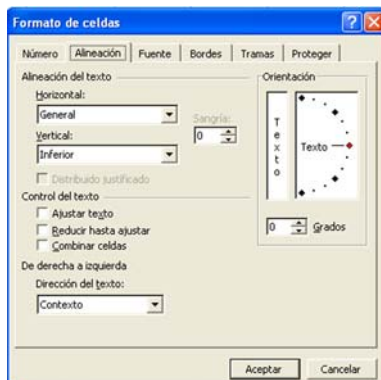 Formato de celdas
Número Alineación Fuente Bordes Tramas Proteger
Alineación del texto
Horizontal:
General
Sangría:
Vertical:
0
Inferior
Distribuido justificado
Control del texto
Ajustar texto
Reducir hasta ajustar
Combinar celdas
De derecha a izquierda
Dirección del texto:
Contexto
Orientación
Texto
Texto
0 Grados
Aceptar Cancelar